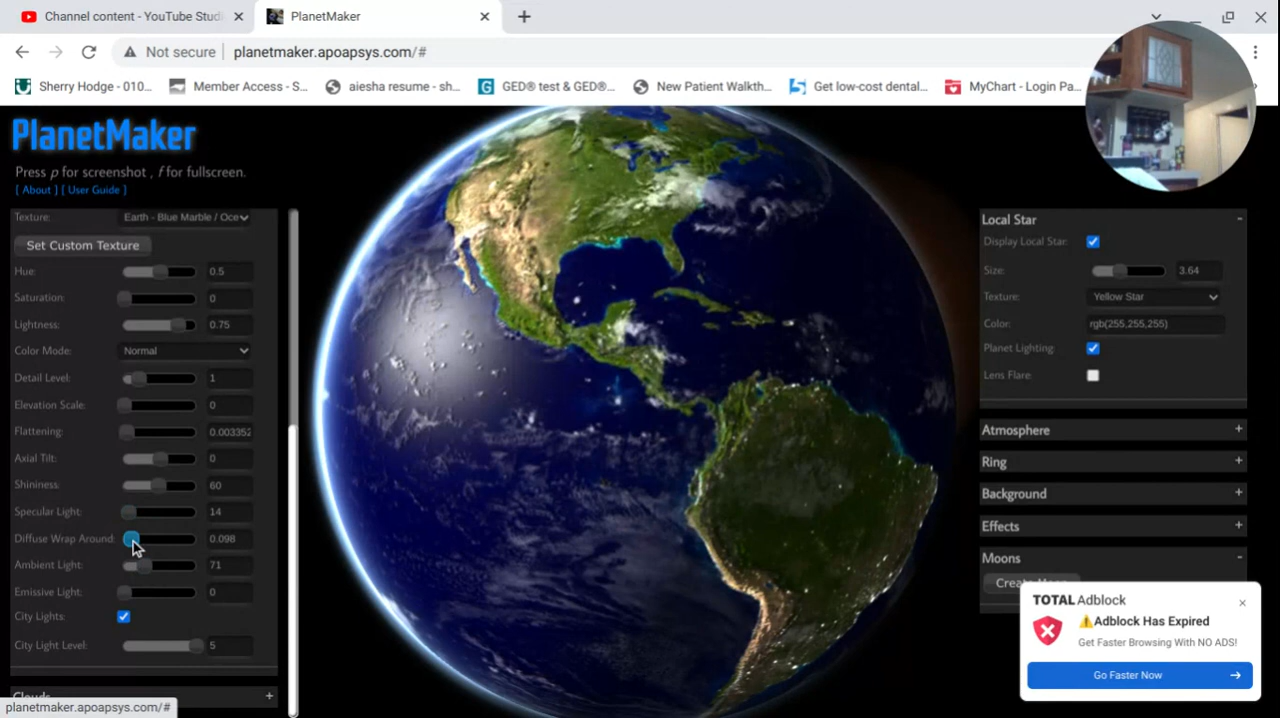 Channel content - YouTube Studi
PlanetMaker
Not secure
planetmaker.apoapsys.com/#
Sherry Hodge - 010...
Member Access - S...
aiesha resume - sh...
GED® test & GED®...
New Patient Walkth...
Get low-cost dental...
MyChart - Login Pa...
PlanetMaker
Press p for screenshot , f for fullscreen.
[ About ] [ User Guide ]
Texture: Earth - Blue Marble / Oce
Set Custom Texture
Hue: 0.5
Saturation: 0
Lightness: 0.75
Color Mode: Normal
Detail Level: 1
Elevation Scale: 0
Flattening: 0.003352
Axial Tilt: 0
Shininess: 60
Specular Light: 14
Diffuse Wrap Around: 0.098
Ambient Light: 71
Emissive Light: 0
City Lights:
City Light Level: 5
Clouds +
planetmaker.apoapsys.com/#
Local Star -
Display Local Star:
Size: 3.64
Texture: Yellow Star
Color: rgb(255,255,255)
Planet Lighting:
Lens Flare:
Atmosphere +
Ring +
Background +
Effects +
Moons -
TOTAL Adblock
Adblock Has Expired
Get Faster Browsing With NO ADS!
Go Faster Now